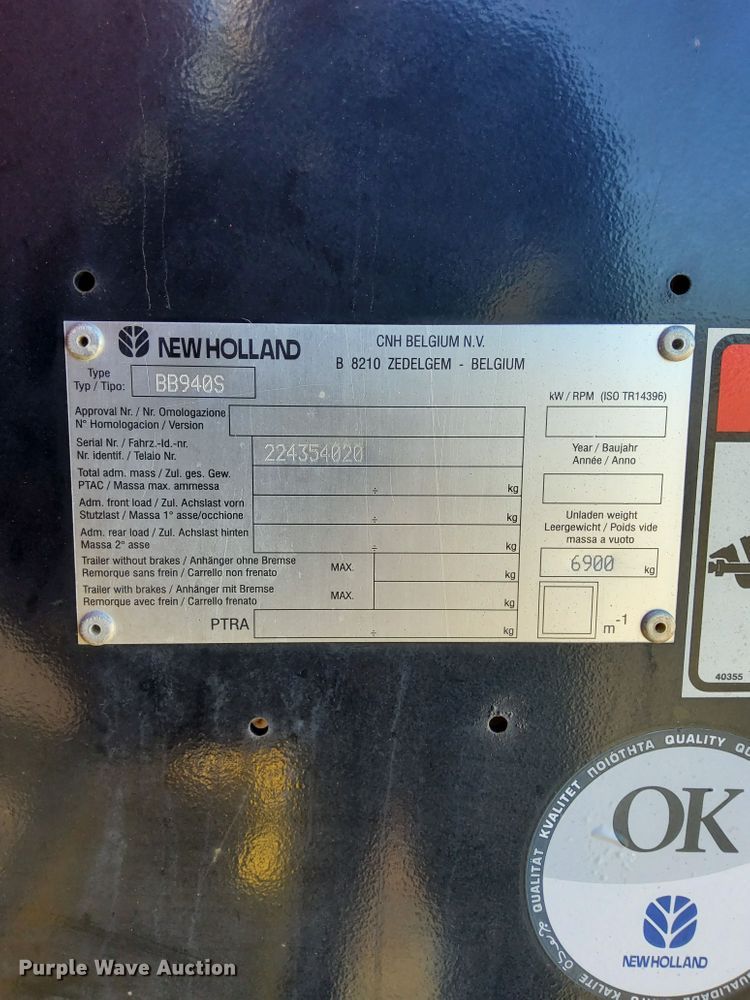 NEW HOLLAND
CNH BELGIUM N.V.
B 8210 ZEDELGEM - BELGIUM
Type
Typ / Tipo:
BB940S
Approval Nr. / Nr. Omologazione
N° Homologacion / Version
kW / RPM (ISO TR14396)
Serial Nr. / Fahrz.-Id.-nr.
Nr. identif. / Telaio Nr.
224354020
Year / Baujahr
Année / Anno
Total adm. mass / Zul. ges. Gew.
PTAC / Massa max. ammessa
÷ kg
Adm. front load / Zul. Achslast vorn
Stutzlast / Massa 1° asse/occhione
÷ kg
Unladen weight
Leergewicht / Poids vide
massa a vuoto
6900 kg
Adm. rear load / Zul. Achslast hinten
Massa 2° asse
÷ kg
Trailer without brakes / Anhänger ohne Bremse
Remorque sans frein / Carrello non frenato
MAX. kg
Trailer with brakes / Anhänger mit Bremse
Remorque avec frein / Carrello frenato
MAX. kg
PTRA ÷ kg
m-1
40355
QUALITÄT КВАЛИТЕТ ΠΟΙΟΤΗΤΑ QUALITY
OK
NEW HOLLAND
Purple Wave Auction